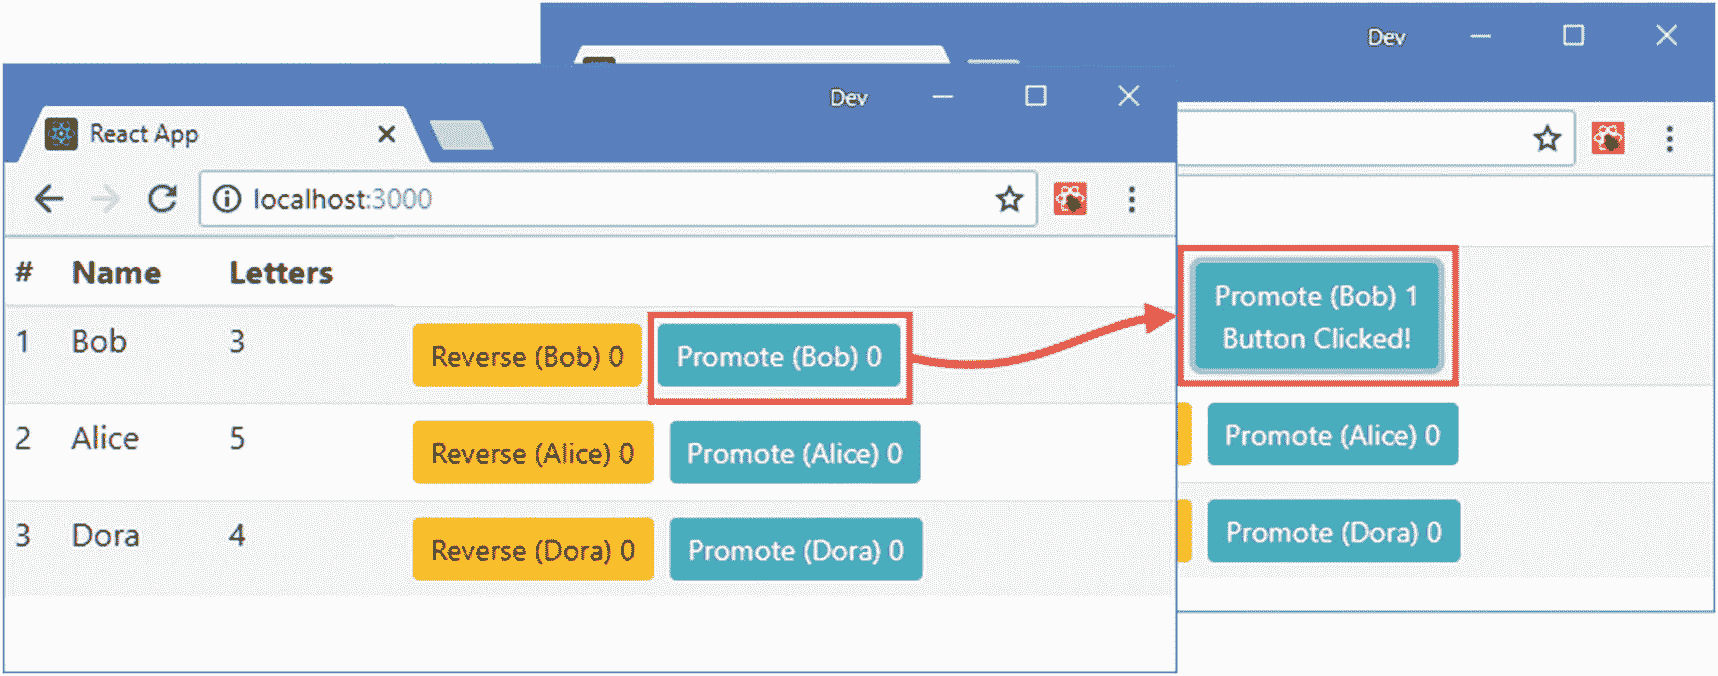 Dev
Dev
React App
localhost:3000
# Name Letters
1 Bob 3 Reverse (Bob) 0 Promote (Bob) 0
2 Alice 5 Reverse (Alice) 0 Promote (Alice) 0
3 Dora 4 Reverse (Dora) 0 Promote (Dora) 0
Promote (Bob) 1
Button Clicked!
Promote (Alice) 0
Promote (Dora) 0